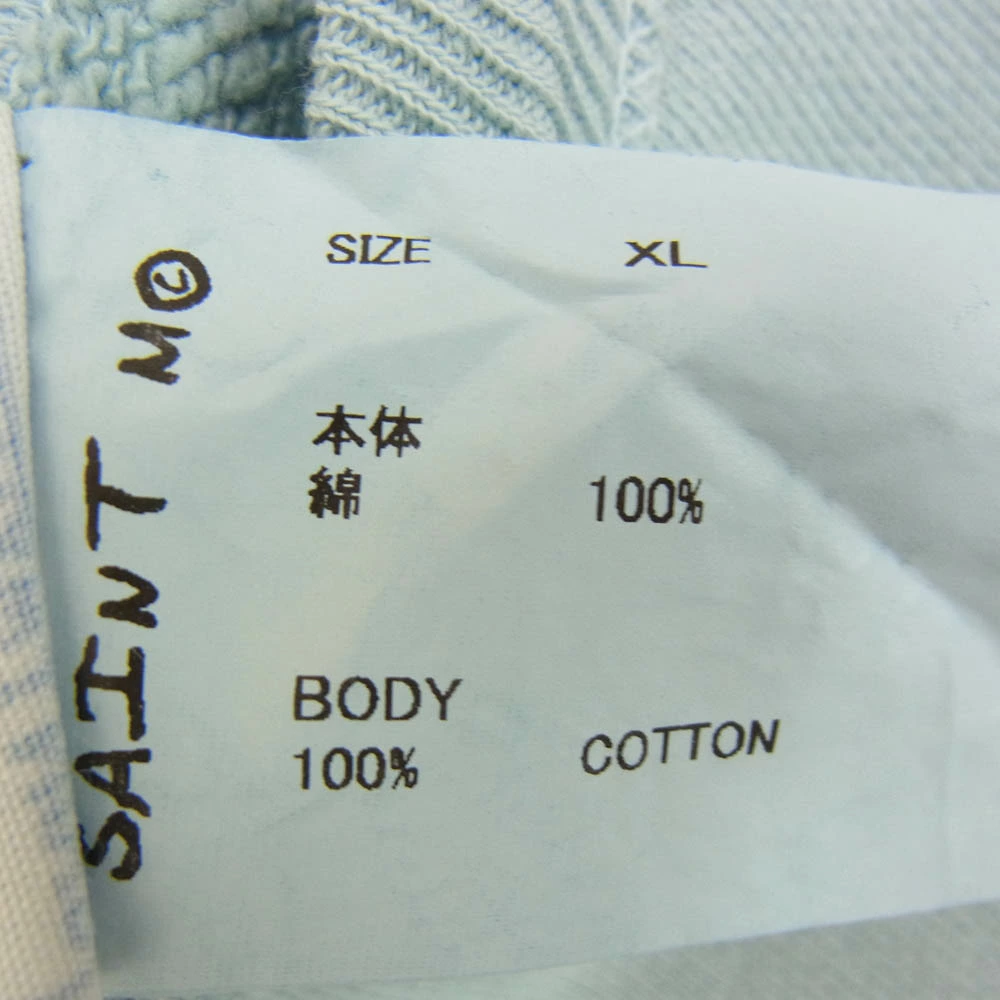 SAINT M©
SIZE XL
本体
綿 100%
BODY
100% COTTON